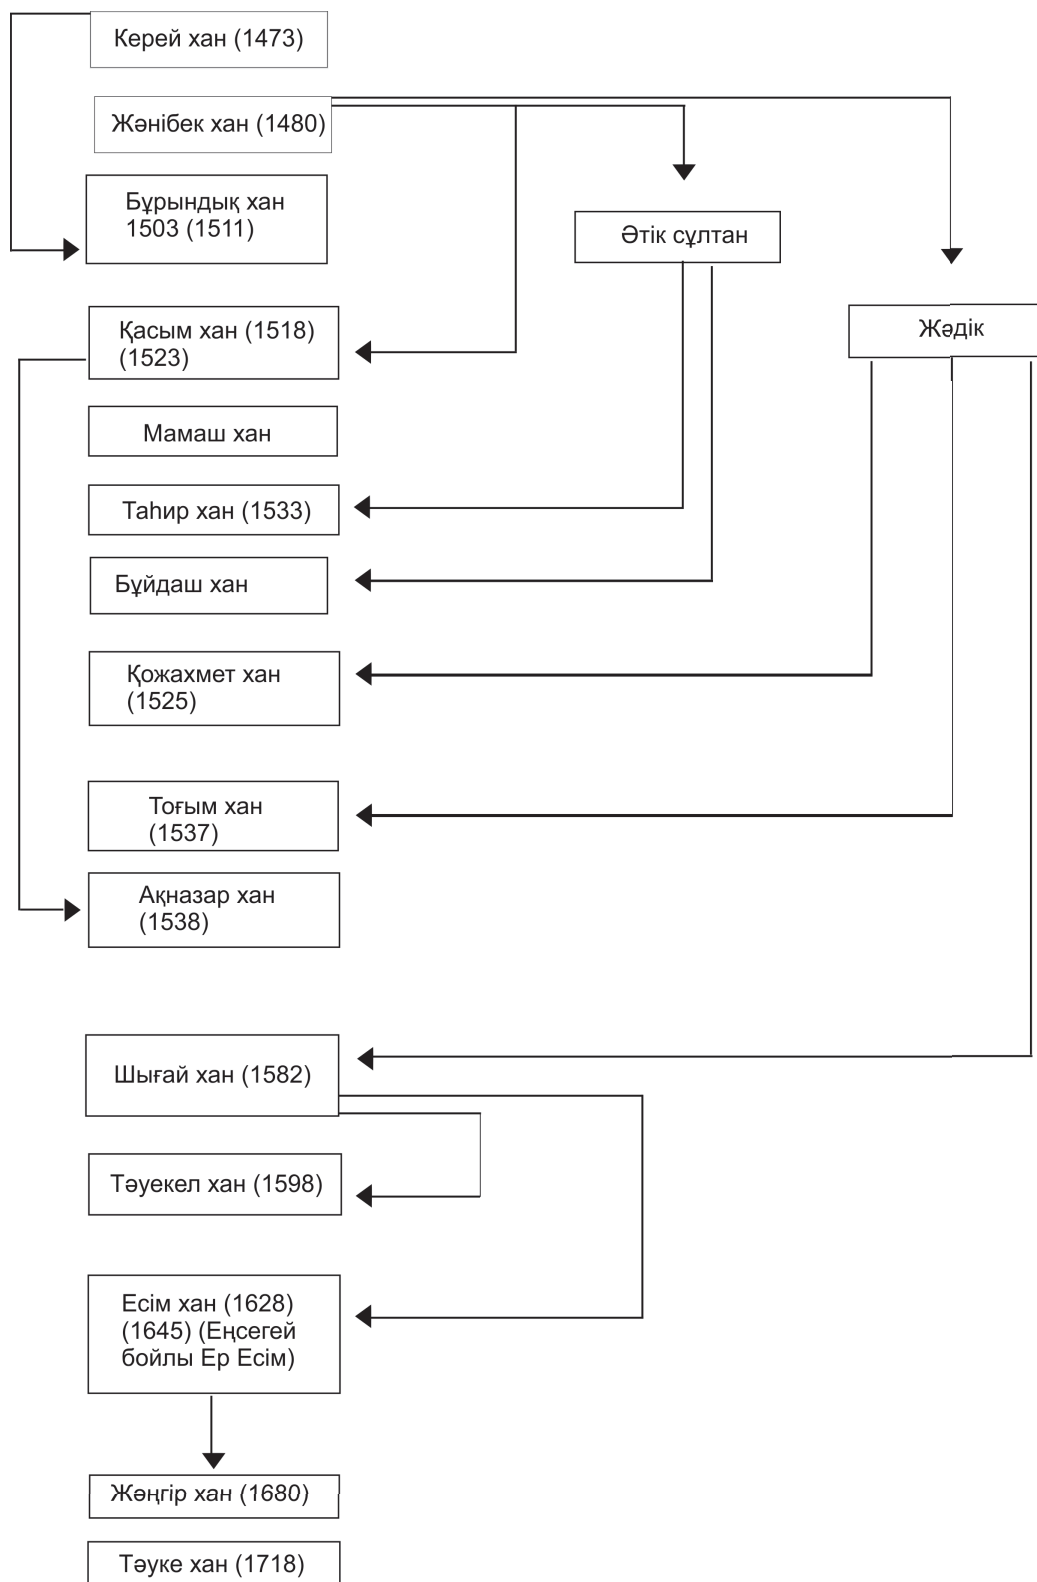 Керей хан (1473)
Жәнібек хан (1480)
Бұрындық хан
1503 (1511)
Әтік сұлтан
Қасым хан (1518)
(1523)
Жәдік
Мамаш хан
Таһир хан (1533)
Бұйдаш хан
Қожахмет хан
(1525)
Тоғым хан
(1537)
Ақназар хан
(1538)
Шығай хан (1582)
Тәуекел хан (1598)
Есім хан (1628)
(1645) (Еңсегей
бойлы Ер Есім)
Жәңгір хан (1680)
Тәуке хан (1718)